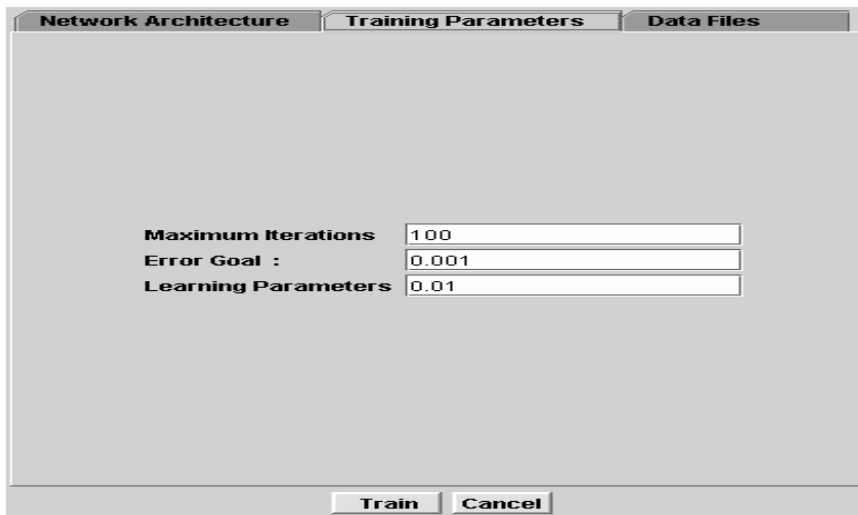 Network Architecture Training Parameters Data Files
Maximum Iterations 100
Error Goal : 0.001
Learning Parameters 0.01
Train Cancel